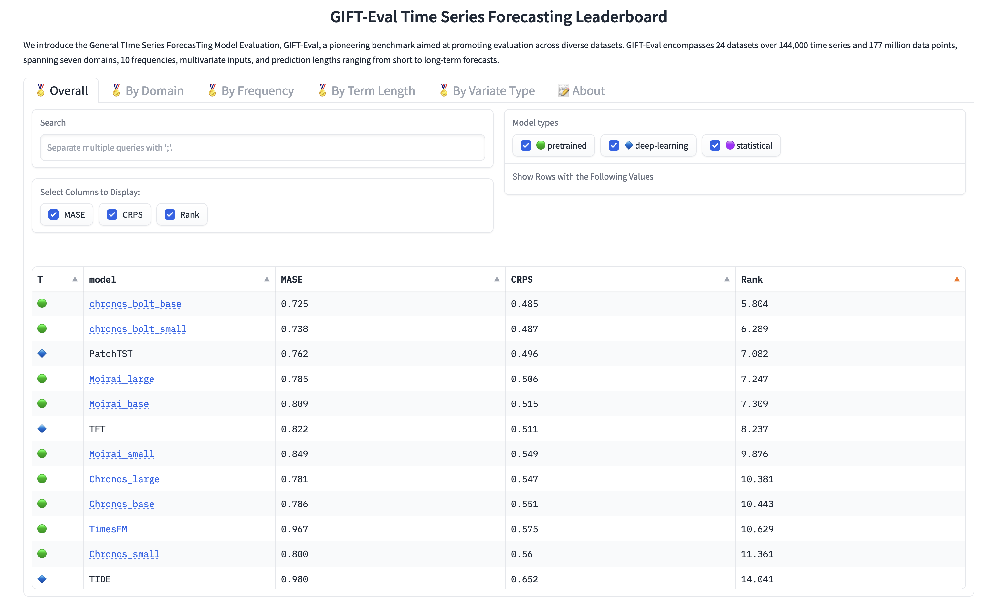 GIFT-Eval Time Series Forecasting Leaderboard
We introduce the General TIme Series ForecasTing Model Evaluation, GIFT-Eval, a pioneering benchmark aimed at promoting evaluation across diverse datasets. GIFT-Eval encompasses 24 datasets over 144,000 time series and 177 million data points,
spanning seven domains, 10 frequencies, multivariate inputs, and prediction lengths ranging from short to long-term forecasts.
Overall By Domain By Frequency By Term Length By Variate Type About
Search
Separate multiple queries with ';'.
Select Columns to Display:
MASE CRPS Rank
Model types
pretrained deep-learning statistical
Show Rows with the Following Values
T model MASE CRPS Rank
chronos_bolt_base 0.725 0.485 5.804
chronos_bolt_small 0.738 0.487 6.289
PatchTST 0.762 0.496 7.082
Moirai_large 0.785 0.506 7.247
Moirai_base 0.809 0.515 7.309
TFT 0.822 0.511 8.237
Moirai_small 0.849 0.549 9.876
Chronos_large 0.781 0.547 10.381
Chronos_base 0.786 0.551 10.443
TimesFM 0.967 0.575 10.629
Chronos_small 0.800 0.56 11.361
TIDE 0.980 0.652 14.041